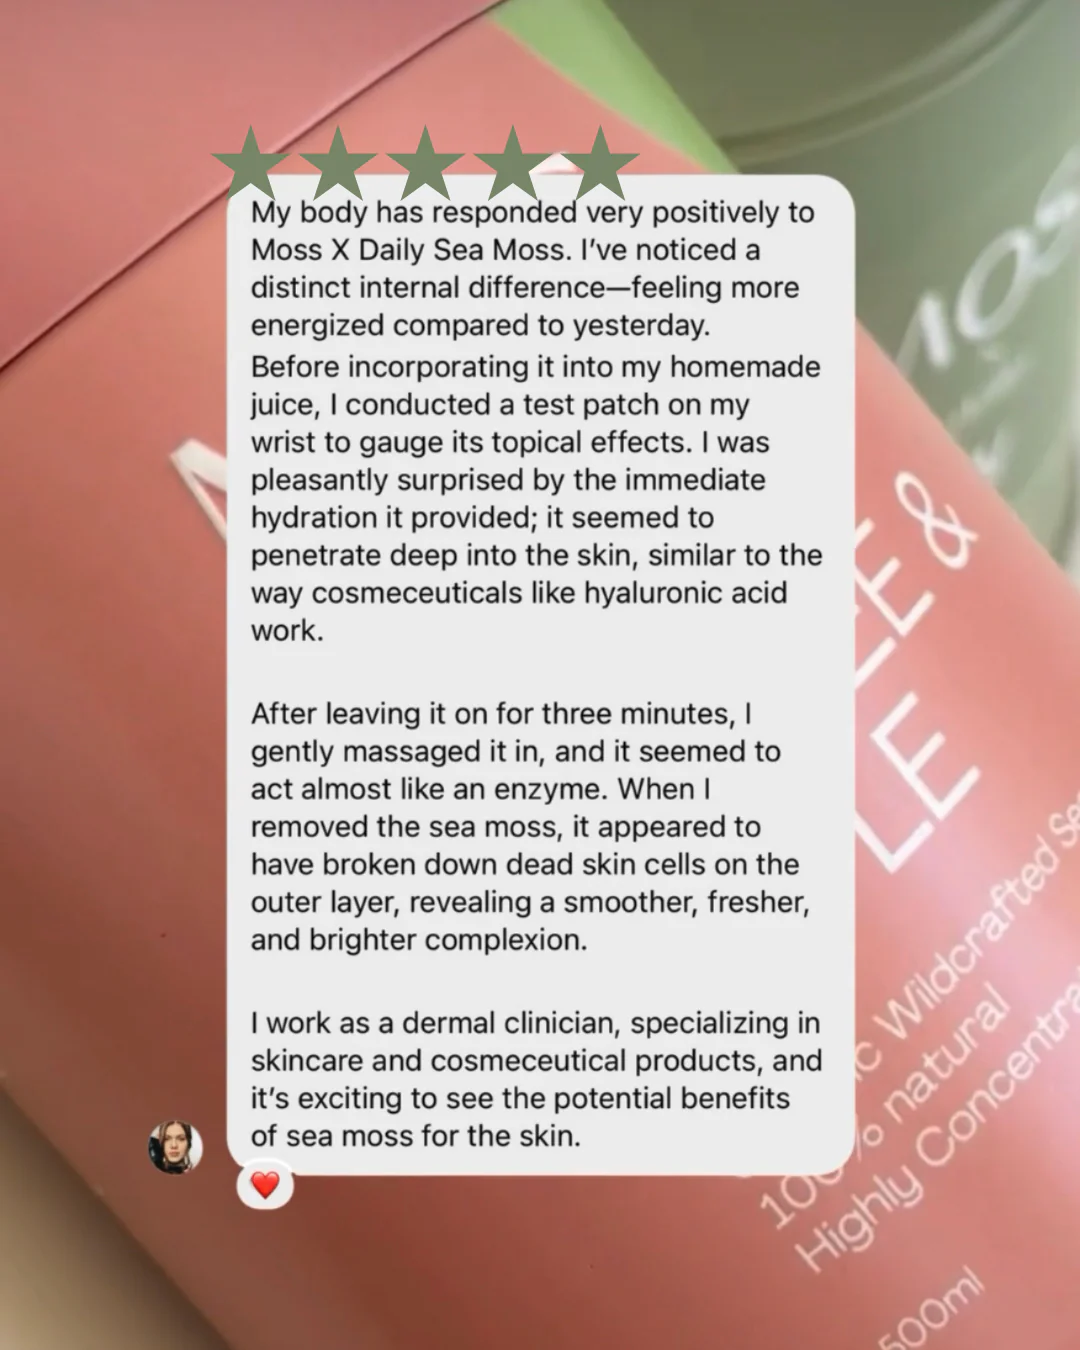 My body has responded very positively to
Moss X Daily Sea Moss. I’ve noticed a
distinct internal difference—feeling more
energized compared to yesterday.
Before incorporating it into my homemade
juice, I conducted a test patch on my
wrist to gauge its topical effects. I was
pleasantly surprised by the immediate
hydration it provided; it seemed to
penetrate deep into the skin, similar to the
way cosmeceuticals like hyaluronic acid
work.
After leaving it on for three minutes, I
gently massaged it in, and it seemed to
act almost like an enzyme. When I
removed the sea moss, it appeared to
have broken down dead skin cells on the
outer layer, revealing a smoother, fresher,
and brighter complexion.
I work as a dermal clinician, specializing in
skincare and cosmeceutical products, and
it’s exciting to see the potential benefits
of sea moss for the skin.
&
Wildcrafted
100% natural
Highly
500ml